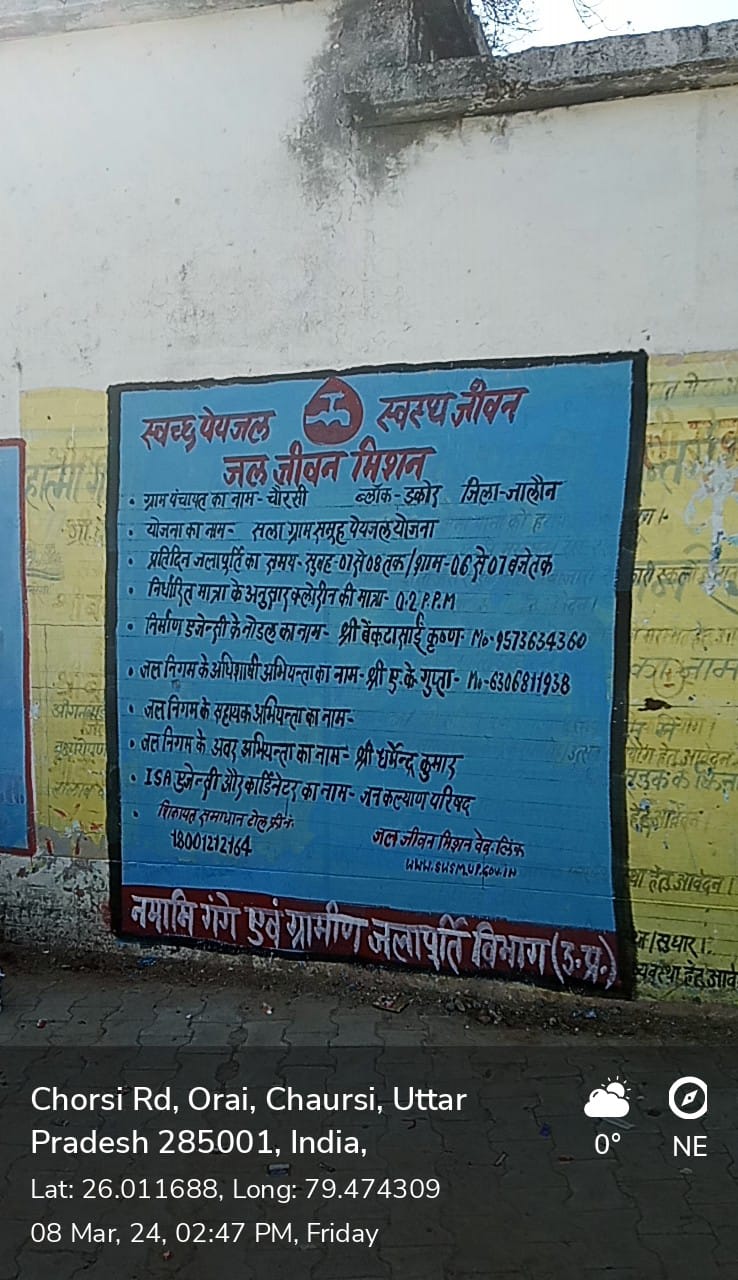 स्वच्छ पेयजल स्वस्थ जीवन
जल जीवन मिशन
• ग्राम पंचायत का नाम- चौरसी ब्लॉक- डकोर जिला-जालौन
• योजना का नाम- सला ग्राम समूह पेयजल योजना
• प्रतिदिन जलापूर्ति का समय- सुबह-07 से 08 तक/शाम-06 से 07 बजे तक
• निर्धारित मात्रा के अनुसार क्लोरीन की मात्रा- 0.2 P.P.M
• निर्माण एजेन्सी के नोडल का नाम- श्री वेंकटासाई कृष्ण- Mo-9573634360
• जल निगम के अधिशाषी अभियन्ता का नाम- श्री ए.के. गुप्ता- Mo-6306811938
• जल निगम के सहायक अभियन्ता का नाम-
• जल निगम के अवर अभियन्ता का नाम- श्री धर्मेन्द्र कुमार
• ISA एजेन्सी और कार्डिनेटर का नाम- जन कल्याण परिषद
• शिकायत समाधान टोल फ्री नं०
18001212164
जल जीवन मिशन वेब लिंक
www.swsm.up.gov.in
नमामि गंगे एवं ग्रामीण जलापूर्ति विभाग (उ.प्र.)
Chorsi Rd, Orai, Chaursi, Uttar
Pradesh 285001, India,
Lat: 26.011688, Long: 79.474309
08 Mar, 24, 02:47 PM, Friday
0°
NE